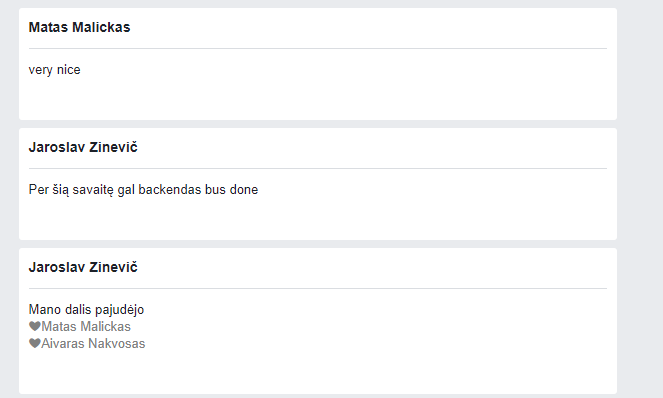 Matas Malickas
very nice
Jaroslav Zinevič
Per šią savaitę gal backendas bus done
Jaroslav Zinevič
Mano dalis pajudėjo
❤Matas Malickas
❤Aivaras Nakvosas